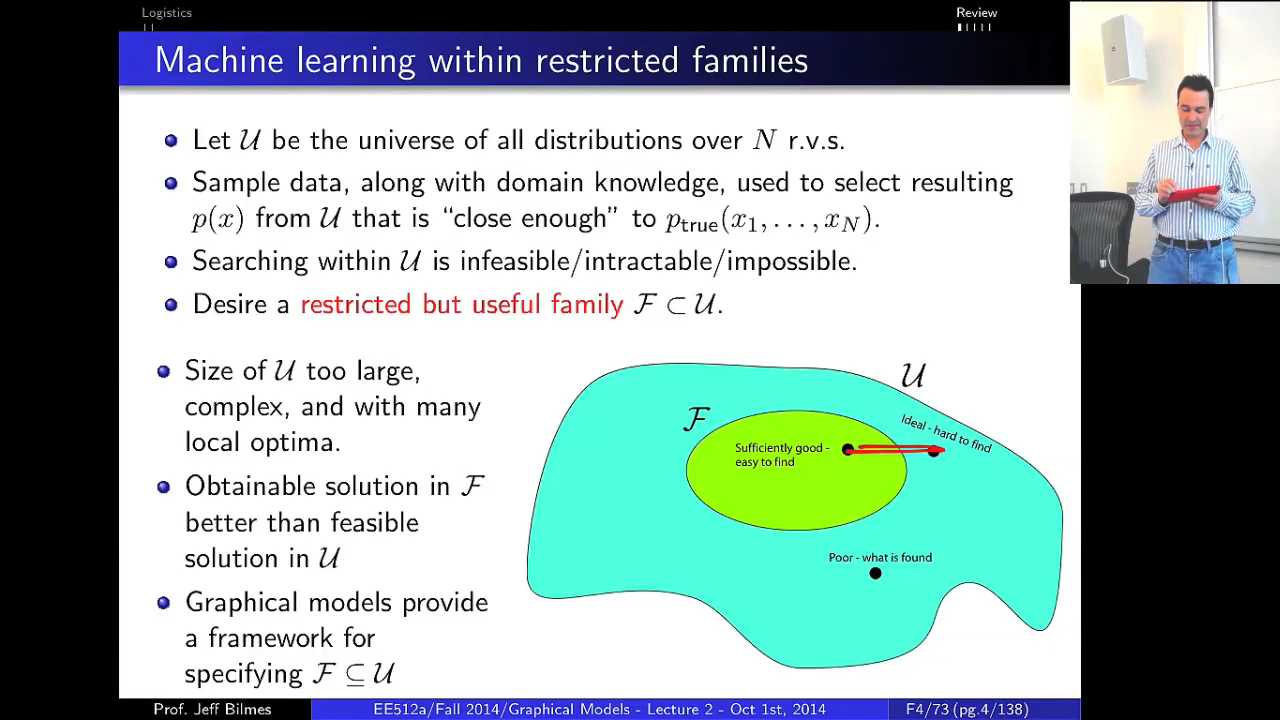 Logistics
Review
Machine learning within restricted families
Let 𝒰 be the universe of all distributions over N r.v.s.
Sample data, along with domain knowledge, used to select resulting
p(x) from 𝒰 that is “close enough” to p_true(x_1, . . . , x_N).
Searching within 𝒰 is infeasible/intractable/impossible.
Desire a restricted but useful family ℱ ⊂ 𝒰.
Size of 𝒰 too large,
complex, and with many
local optima.
Obtainable solution in ℱ
better than feasible
solution in 𝒰
Graphical models provide
a framework for
specifying ℱ ⊆ 𝒰
𝒰
ℱ
Ideal - hard to find
Sufficiently good -
easy to find
Poor - what is found
Prof. Jeff Bilmes
EE512a/Fall 2014/Graphical Models - Lecture 2 - Oct 1st, 2014
F4/73 (pg.4/138)